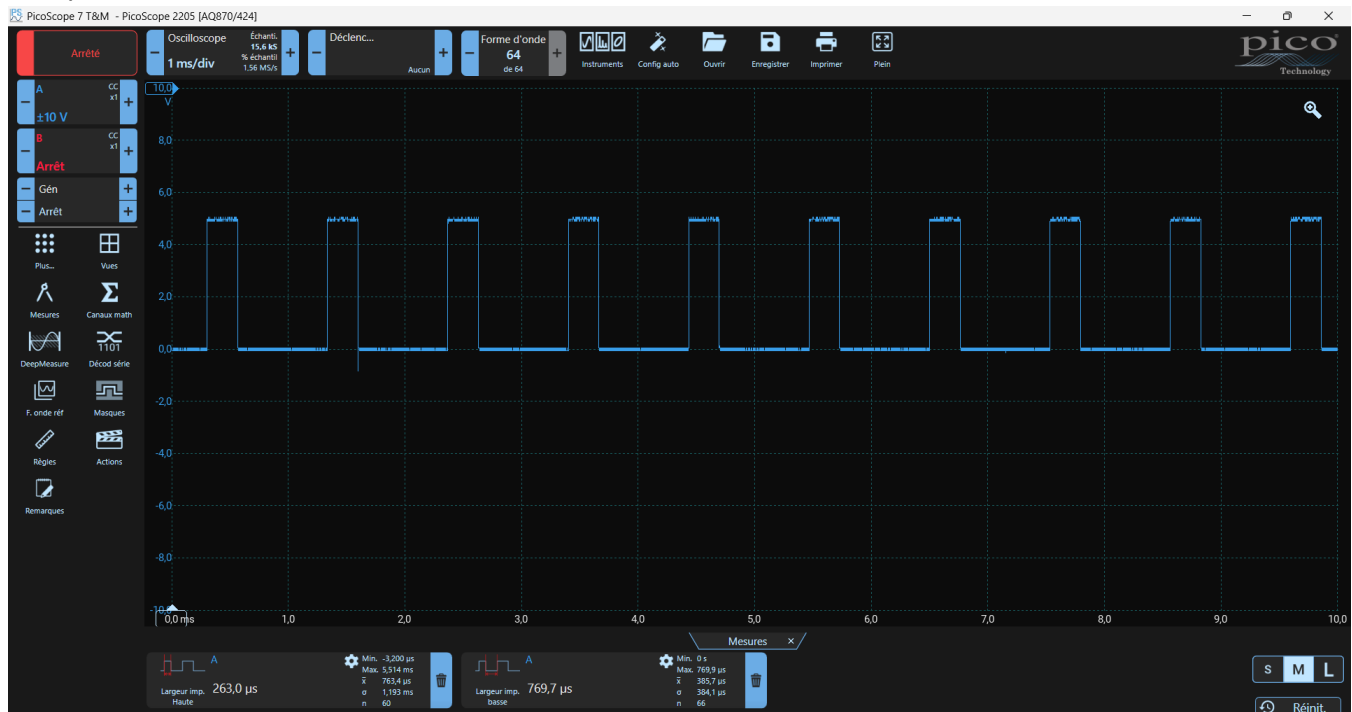 PicoScope 7 T&M - PicoScope 2205 [AQ870/424]
Arrêté
Oscilloscope
1 ms/div
Échanti.
15,6 kS
% échantil
1,56 MS/s
Déclenc...
Aucun
Forme d'onde
64
de 64
Instruments
Config auto
Ouvrir
Enregistrer
Imprimer
Plein
pico
Technology
A
CC
x1
±10 V
B
CC
x1
Arrêt
Gén
Arrêt
Plus...
Vues
Mesures
Canaux math
DeepMeasure
1101
Décod série
F. onde réf
Masques
Règles
Actions
Remarques
10,0
V
8,0
6,0
4,0
2,0
0,0
-2,0
-4,0
-6,0
-8,0
-10,0
0,0 ms
1,0
2,0
3,0
4,0
5,0
6,0
7,0
8,0
9,0
10,0
Mesures ×
A
Largeur imp.
Haute
263,0 µs
Min. -3,200 µs
Max. 5,514 ms
x̄ 763,4 µs
σ 1,193 ms
n 60
A
Largeur imp.
basse
769,7 µs
Min. 0 s
Max. 769,9 µs
x̄ 385,7 µs
σ 384,1 µs
n 66
S M L
Réinit.